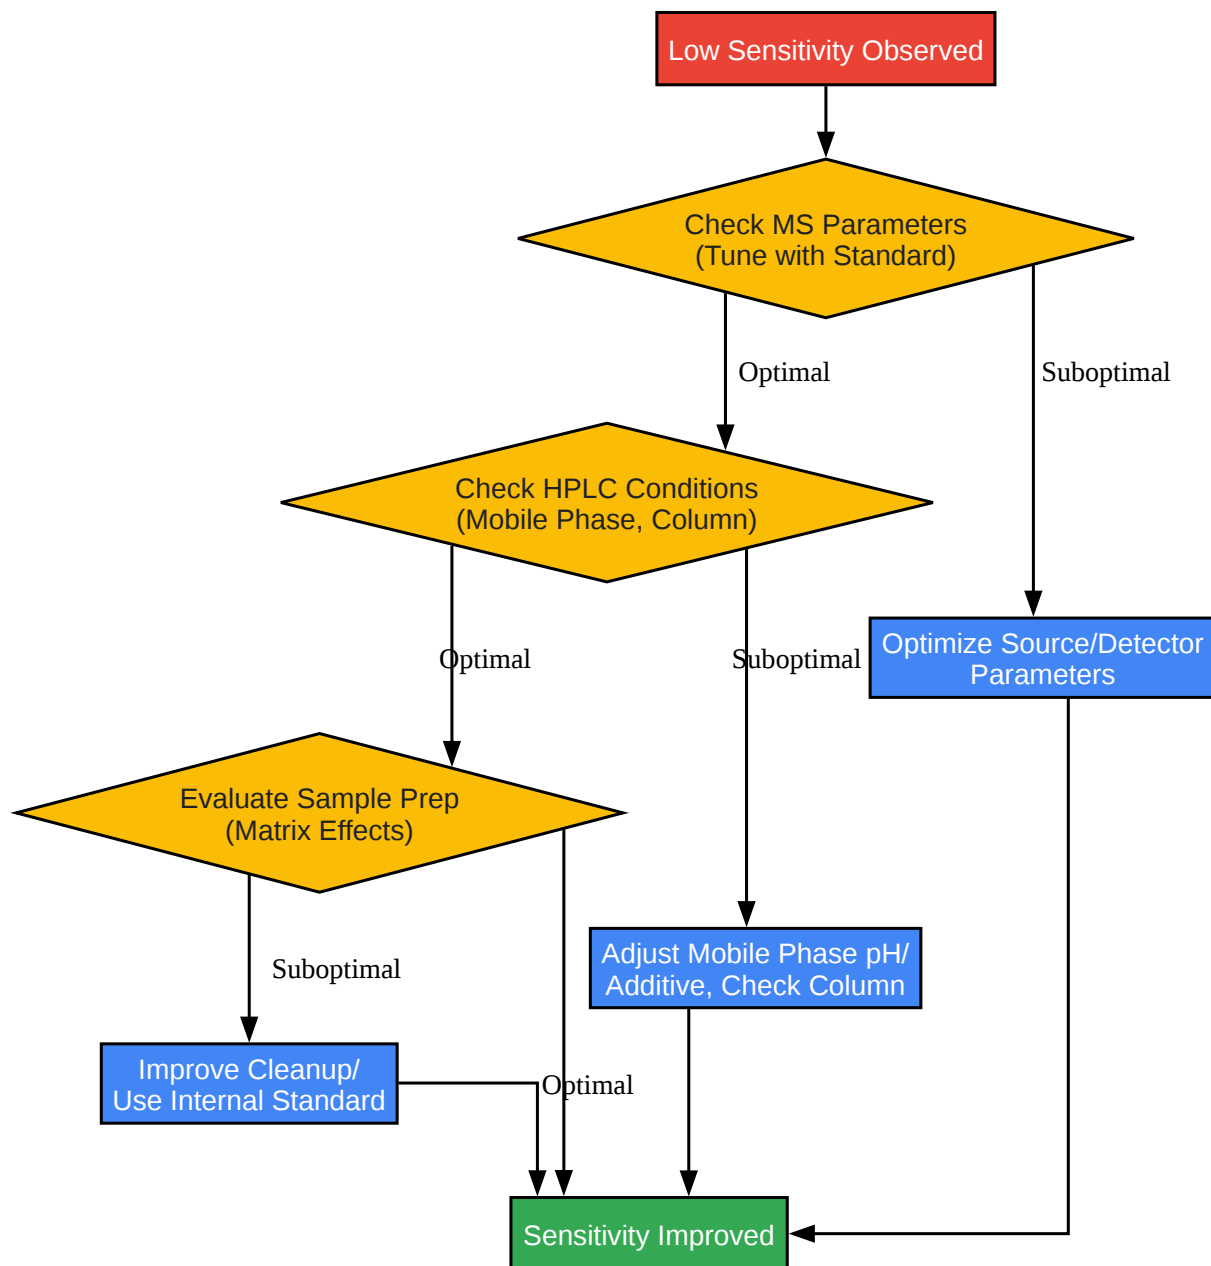 Low Sensitivity Observed
Check MS Parameters
(Tune with Standard)
Optimal
Suboptimal
Check HPLC Conditions
(Mobile Phase, Column)
Optimal
Suboptimal
Optimize Source/Detector
Parameters
Evaluate Sample Prep
(Matrix Effects)
Suboptimal
Adjust Mobile Phase pH/
Additive, Check Column
Improve Cleanup/
Use Internal Standard
Optimal
Sensitivity Improved